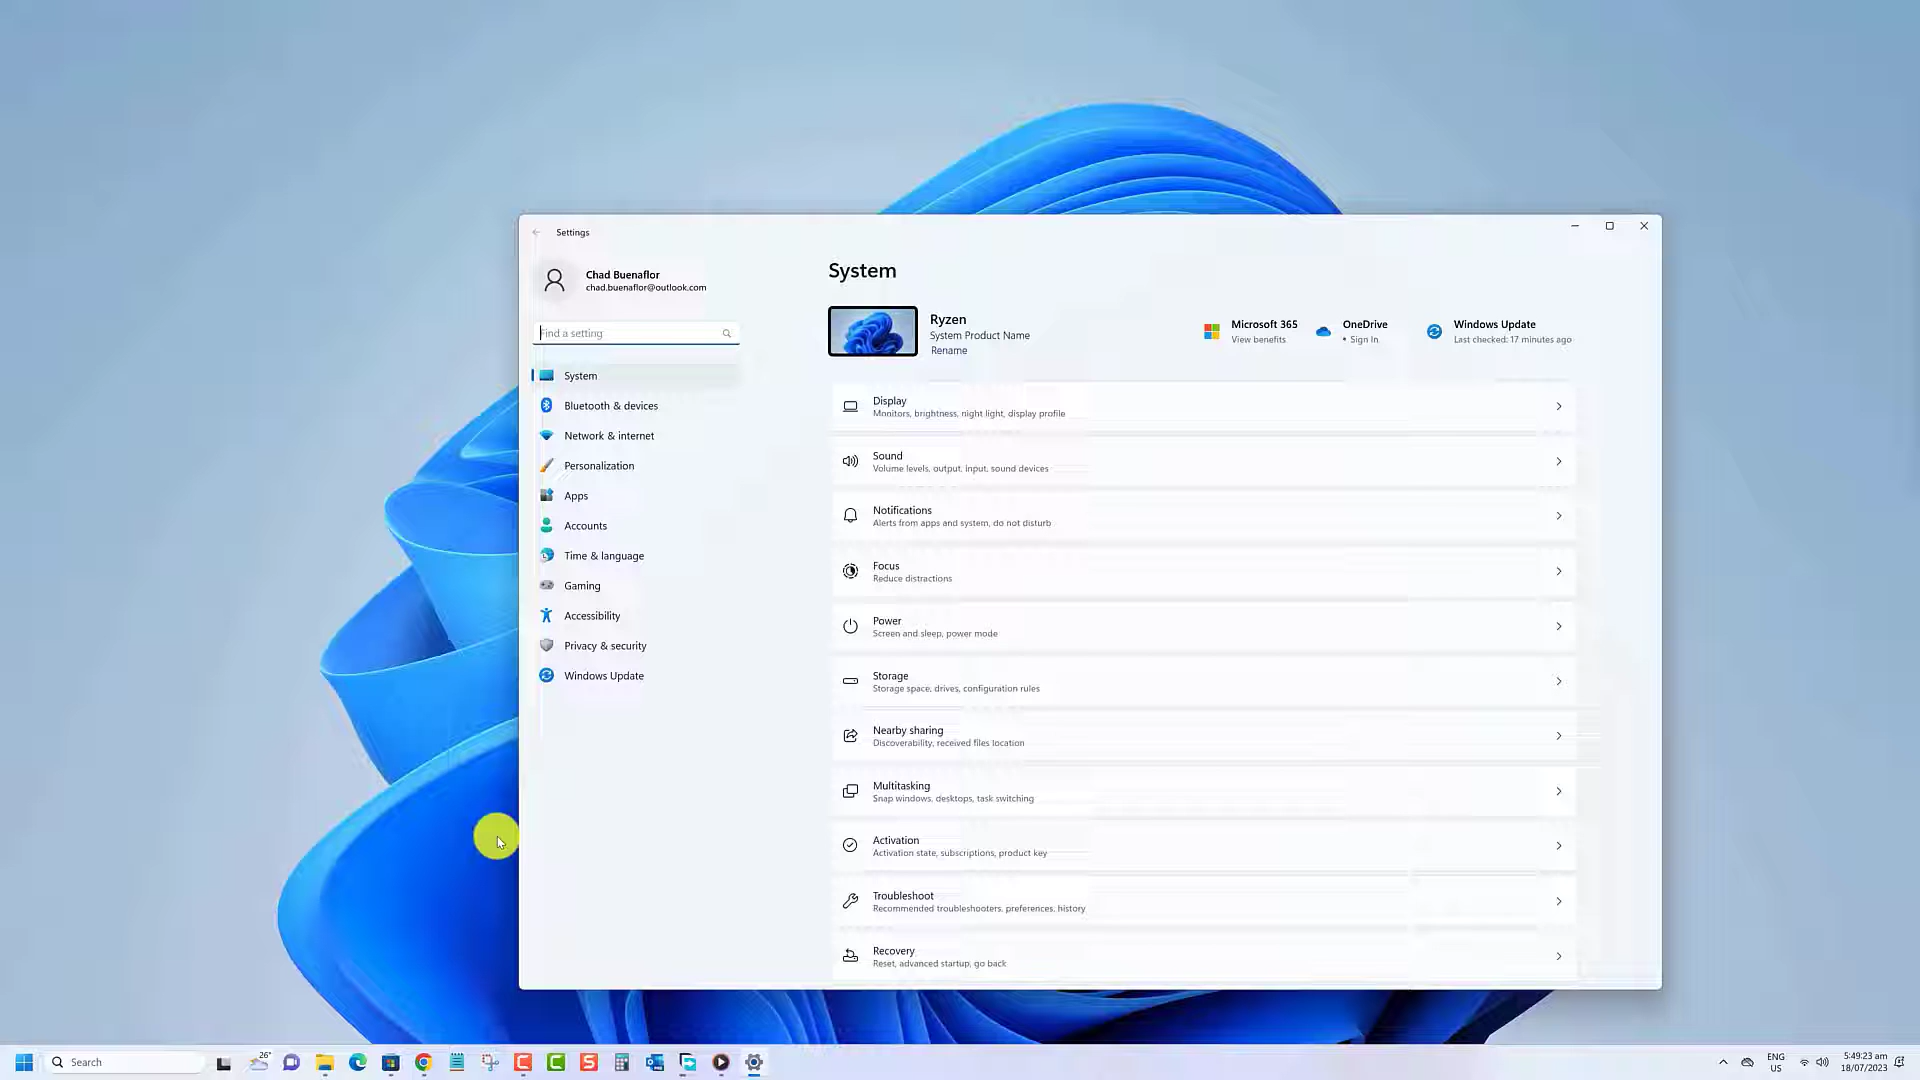 Settings
Chad Buenaflor
chad.buenaflor@outlook.com
Find a setting
System
Bluetooth & devices
Network & internet
Personalization
Apps
Accounts
Time & language
Gaming
Accessibility
Privacy & security
Windows Update
System
Ryzen
System Product Name
Rename
Microsoft 365
View benefits
OneDrive
• Sign In
Windows Update
Last checked: 17 minutes ago
Display
Monitors, brightness, night light, display profile
Sound
Volume levels, output, input, sound devices
Notifications
Alerts from apps and system, do not disturb
Focus
Reduce distractions
Power
Screen and sleep, power mode
Storage
Storage space, drives, configuration rules
Nearby sharing
Discoverability, received files location
Multitasking
Snap windows, desktops, task switching
Activation
Activation state, subscriptions, product key
Troubleshoot
Recommended troubleshooters, preferences, history
Recovery
Reset, advanced startup, go back
Search
26°
ENG
US
5:49:23 am
18/07/2023